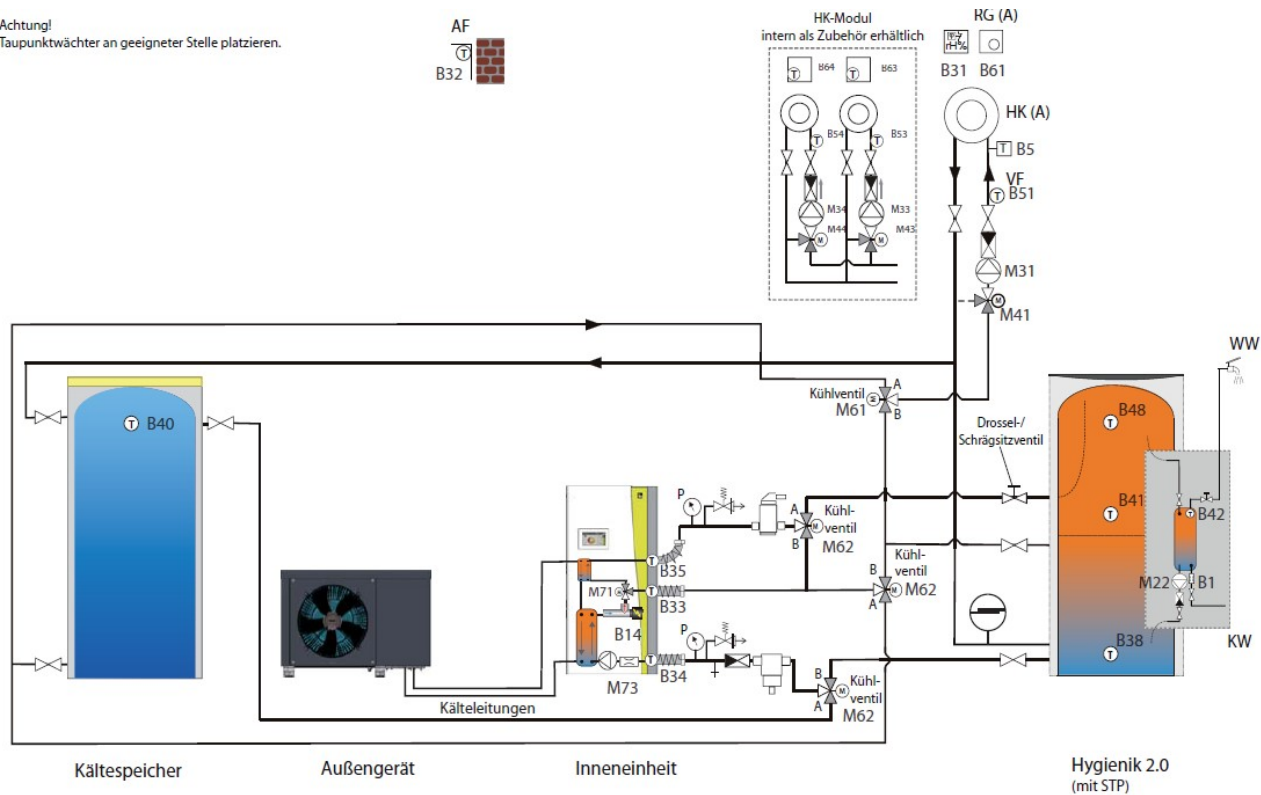 Achtung!
Taupunktwächter an geeigneter Stelle platzieren.
AF
T
B32
HK-Modul
intern als Zubehör erhältlich
RG (A)
T
B64
T
B63
rH%
B31
B61
HK (A)
T
B54
T
B53
T
B5
VF
T
B51
M34
M33
M44
M
M43
M
M31
M
M41
WW
Kühlventil
M61
M
A
B
T
B40
Drossel-/
Schrägsitzventil
T
B48
T
B41
T
B42
P
A
B
M
Kühl-
ventil
M62
T
B35
M71
T
B33
B
A
M
Kühl-
ventil
M62
M22
B1
B14
P
T
B34
M73
T
B38
KW
B
A
M
Kühl-
ventil
M62
Kälteleitungen
Kältespeicher
Außengerät
Inneneinheit
Hygienik 2.0
(mit STP)